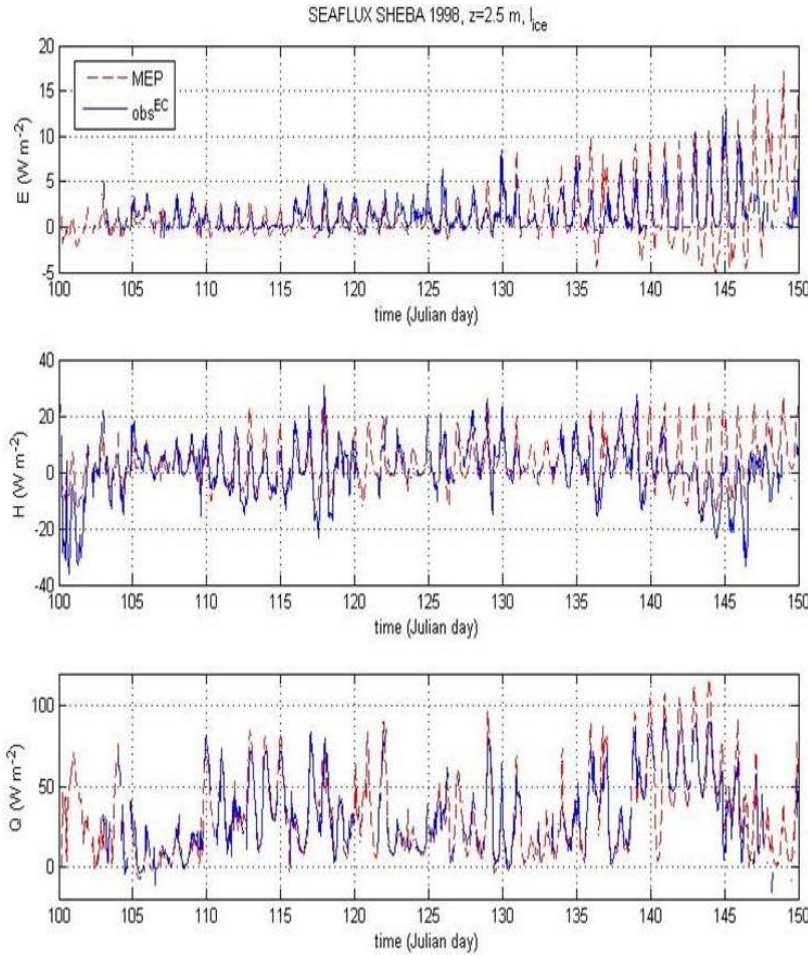 SEAFLUX SHEBA 1998, z=2.5 m, I_ice
20
15
10
5
0
-5
E (W m⁻²)
MEP
obs^EC
100 105 110 115 120 125 130 135 140 145 150
time (Julian day)
40
20
0
-20
-40
H (W m⁻²)
100 105 110 115 120 125 130 135 140 145 150
time (Julian day)
100
50
0
Q (W m⁻²)
100 105 110 115 120 125 130 135 140 145 150
time (Julian day)